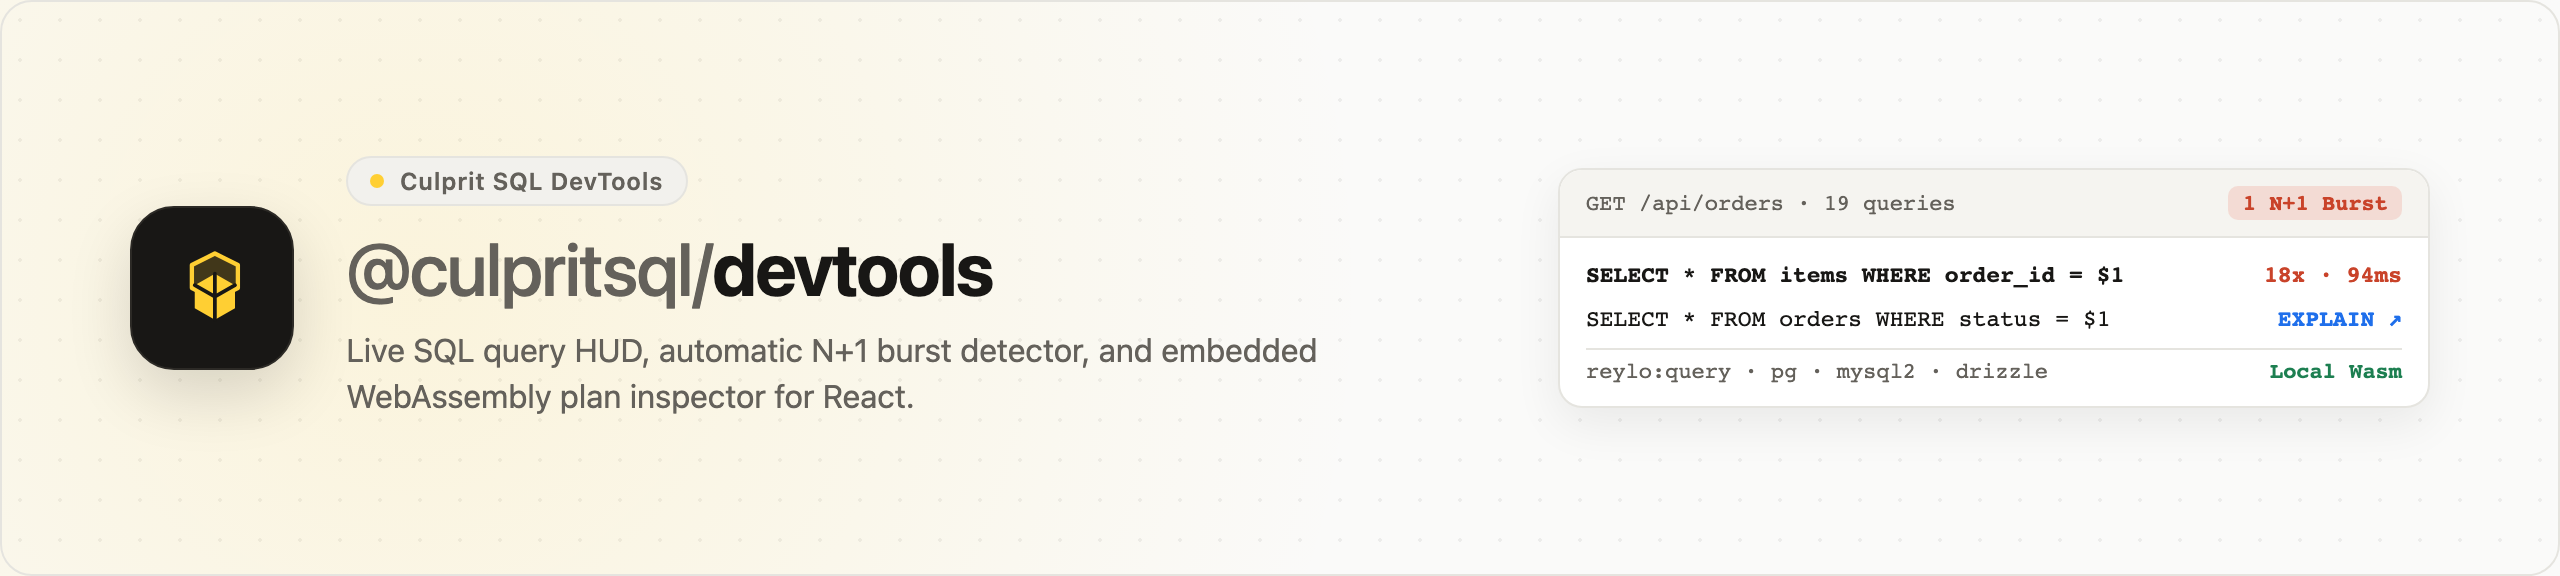 Culprit SQL DevTools
@culpritsql/devtools
Live SQL query HUD, automatic N+1 burst detector, and embedded
WebAssembly plan inspector for React.
GET /api/orders · 19 queries 1 N+1 Burst
SELECT * FROM items WHERE order_id = $1 18x · 94ms
SELECT * FROM orders WHERE status = $1 EXPLAIN ↗
reylo:query · pg · mysql2 · drizzle Local Wasm